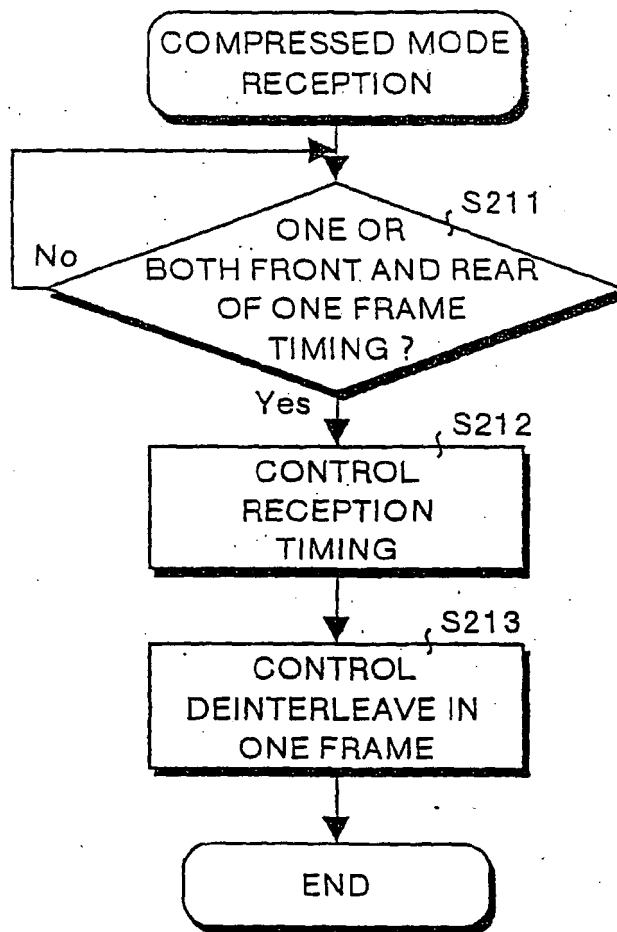 COMPRESSED MODE
RECEPTION
S211
No
ONE OR
BOTH FRONT AND REAR
OF ONE FRAME
TIMING ?
Yes
S212
CONTROL
RECEPTION
TIMING
S213
CONTROL
DEINTERLEAVE IN
ONE FRAME
END